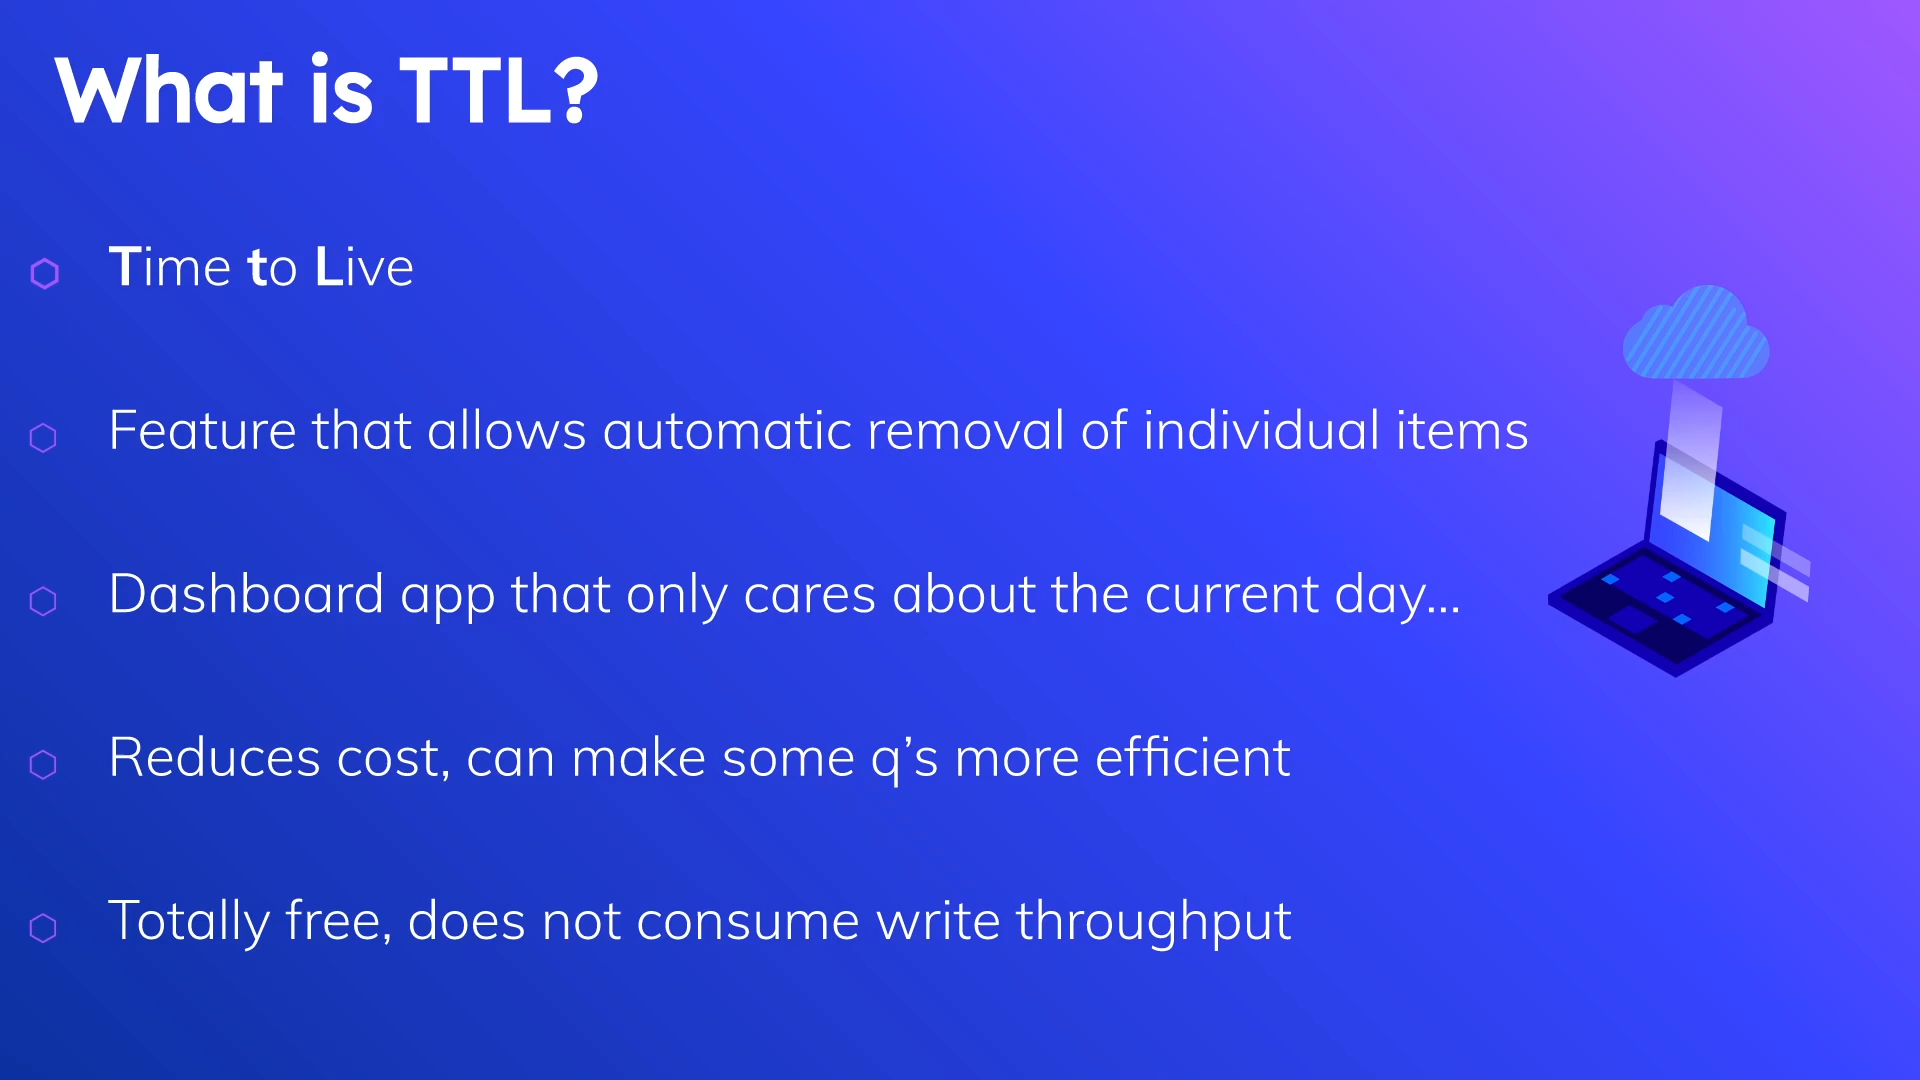 What is TTL?
Time to Live
Feature that allows automatic removal of individual items
Dashboard app that only cares about the current day...
Reduces cost, can make some q’s more efficient
Totally free, does not consume write throughput